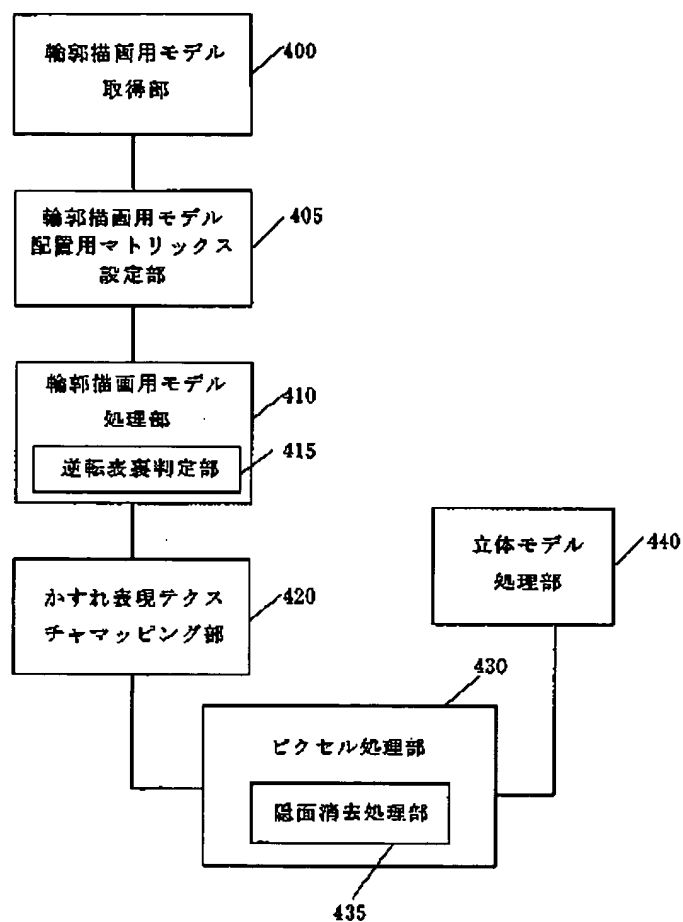 輪郭描画用モデル
取得部
400
輪郭描画用モデル
配置用マトリックス
設定部
405
輪郭描画用モデル
処理部
410
逆転表裏判定部
415
かすれ表現テクス
チャマッピング部
420
立体モデル
処理部
440
430
ピクセル処理部
隠面消去処理部
435